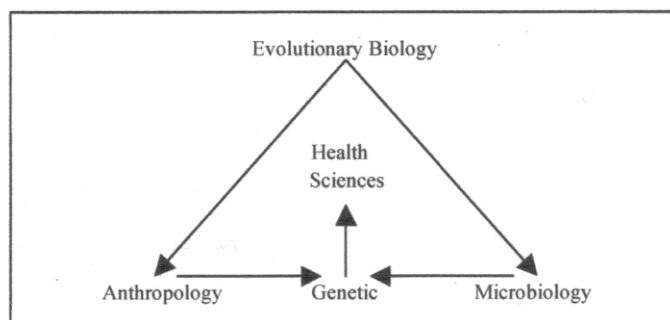 Evolutionary Biology
Health
Sciences
Anthropology
Genetic
Microbiology